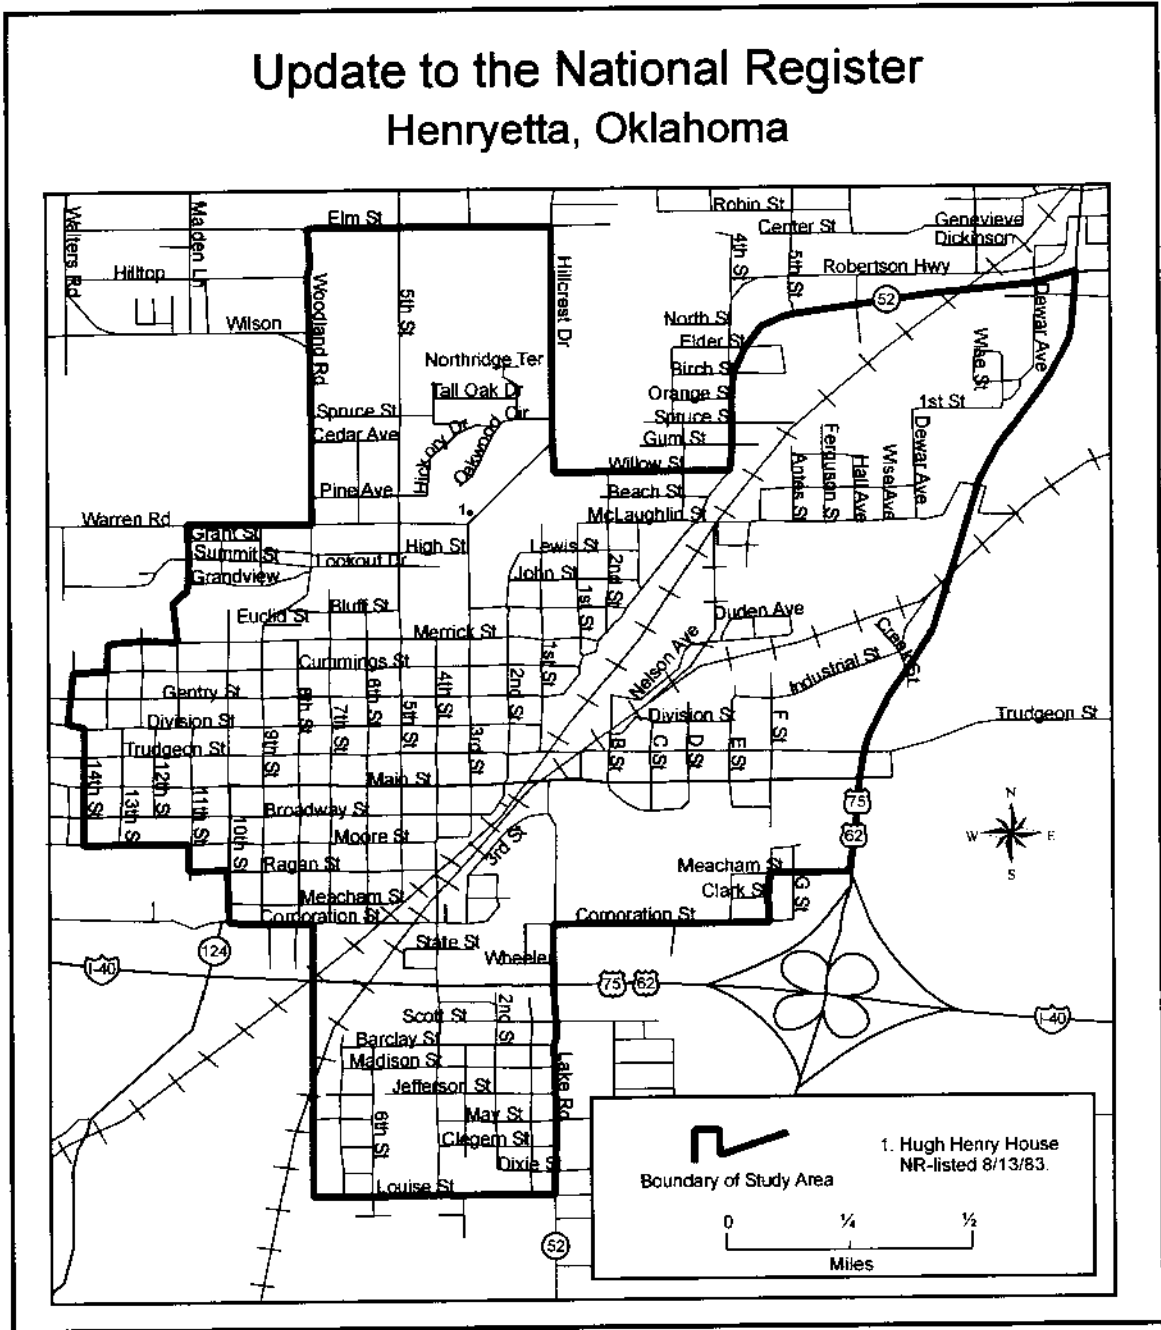 Update to the National Register
Henryetta, Oklahoma
Elm St
Robin St
Center St
Genevieve
Dickinson
Walters Rd
Maiden Ln
Hilltop
Wilson
Woodland Rd
5th St
Hillcrest Dr
4th St
5th St
Robertson Hwy
52
Dewar Ave
North St
Elder St
Birch St
Orange St
Spruce St
Gum St
Willow St
Beach St
McLaughlin St
Wise St
1st St
Northridge Ter
Tall Oak Dr
Cir
Oakwood
Hickory Dr
Spruce St
Cedar Ave
Pine Ave
1.
Antes St
Ferguson St
Hall Ave
Wise Ave
Dewar Ave
Warren Rd
Grant St
Summit St
Grandview
Lookout Dr
High St
Lewis St
John St
2nd St
1st St
Euclid St
Bluff St
Merrick St
Duden Ave
Nelson Ave
Creek St
Industrial St
Cummings St
Gentry St
Division St
Trudgeon St
8th St
7th St
6th St
5th St
4th St
3rd St
2nd St
1st St
9th St
Division St
F St
B St
C St
D St
E St
Trudgeon St
Main St
14th St
13th St
12th St
11th St
10th St
Broadway St
Moore St
Ragan St
Meacham St
Corporation St
3rd St
75
62
N
W
E
S
Meacham St
Clark St
G St
Corporation St
124
I-40
State St
Wheeler
75
62
I-40
Scott St
2nd St
Barclay St
Madison St
Jefferson St
May St
Clegern St
Dixie St
Louise St
6th St
Lake Rd
52
Boundary of Study Area
1. Hugh Henry House
NR-listed 8/13/83.
0
¼
½
Miles